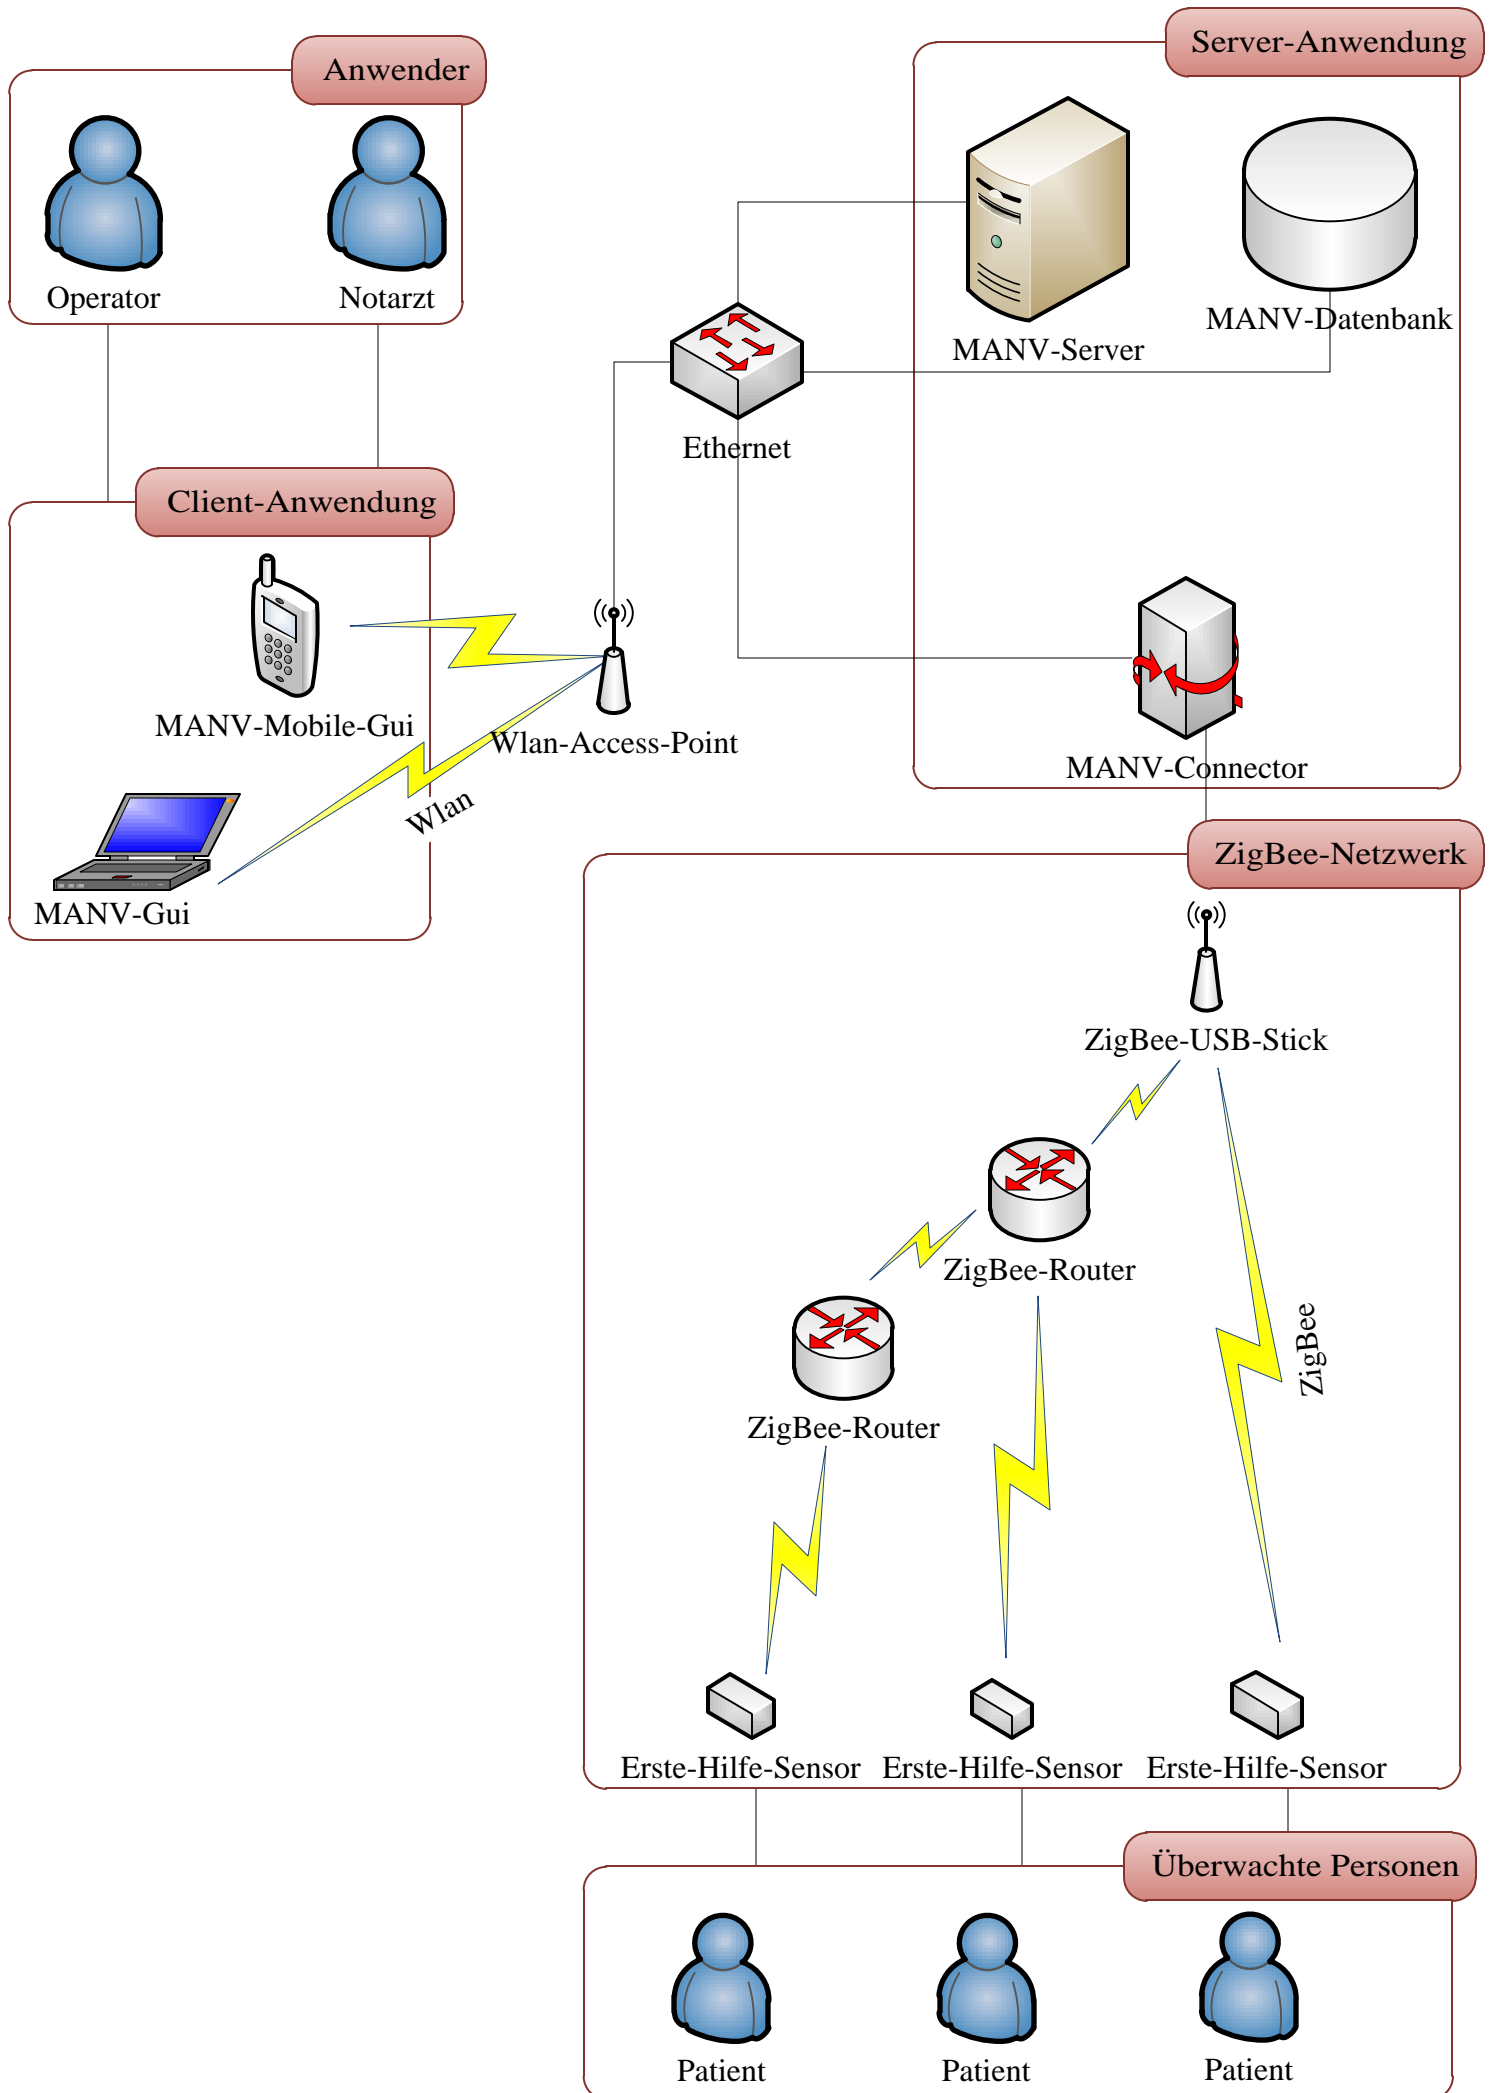 Anwender
Operator
Notarzt
Server-Anwendung
MANV-Server
MANV-Datenbank
Ethernet
Client-Anwendung
MANV-Mobile-Gui
Wlan-Access-Point
Wlan
MANV-Gui
MANV-Connector
ZigBee-Netzwerk
ZigBee-USB-Stick
ZigBee-Router
ZigBee
ZigBee-Router
Erste-Hilfe-Sensor
Erste-Hilfe-Sensor
Erste-Hilfe-Sensor
Überwachte Personen
Patient
Patient
Patient